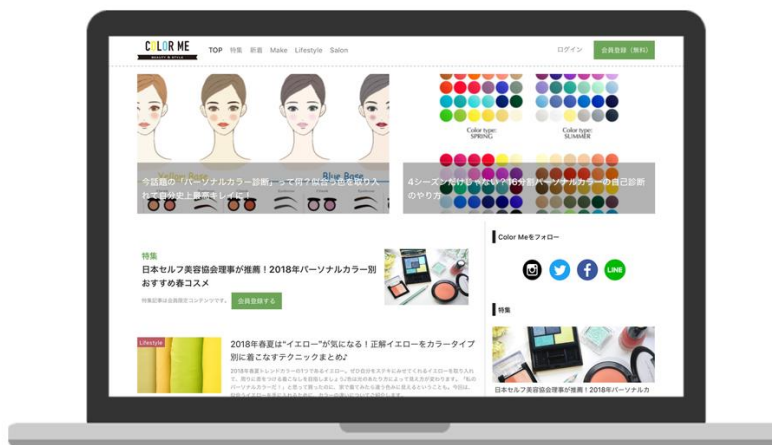 COLOR ME
BEAUTY & STYLE
TOP 特集 新着 Make Lifestyle Salon
ログイン
会員登録（無料）
Yellow Base
Blue Base
今話題の「パーソナルカラー診断」って何？似合う色を取り入
れて自分史上最高キレイに！
Color type:
SPRING
Color type:
SUMMER
4シーズンだけじゃない？16分割パーソナルカラーの自己診断
のやり方
特集
日本セルフ美容協会理事が推薦！2018年パーソナルカラー別
おすすめ春コスメ
特集記事は会員限定コンテンツです。
会員登録する
Color Meをフォロー
LINE
特集
日本セルフ美容協会理事が推薦！2018年パーソナルカ
Lifestyle
2018年春夏は“イエロー”が気になる！正解イエローをカラータイプ
別に着こなすテクニックまとめ♪